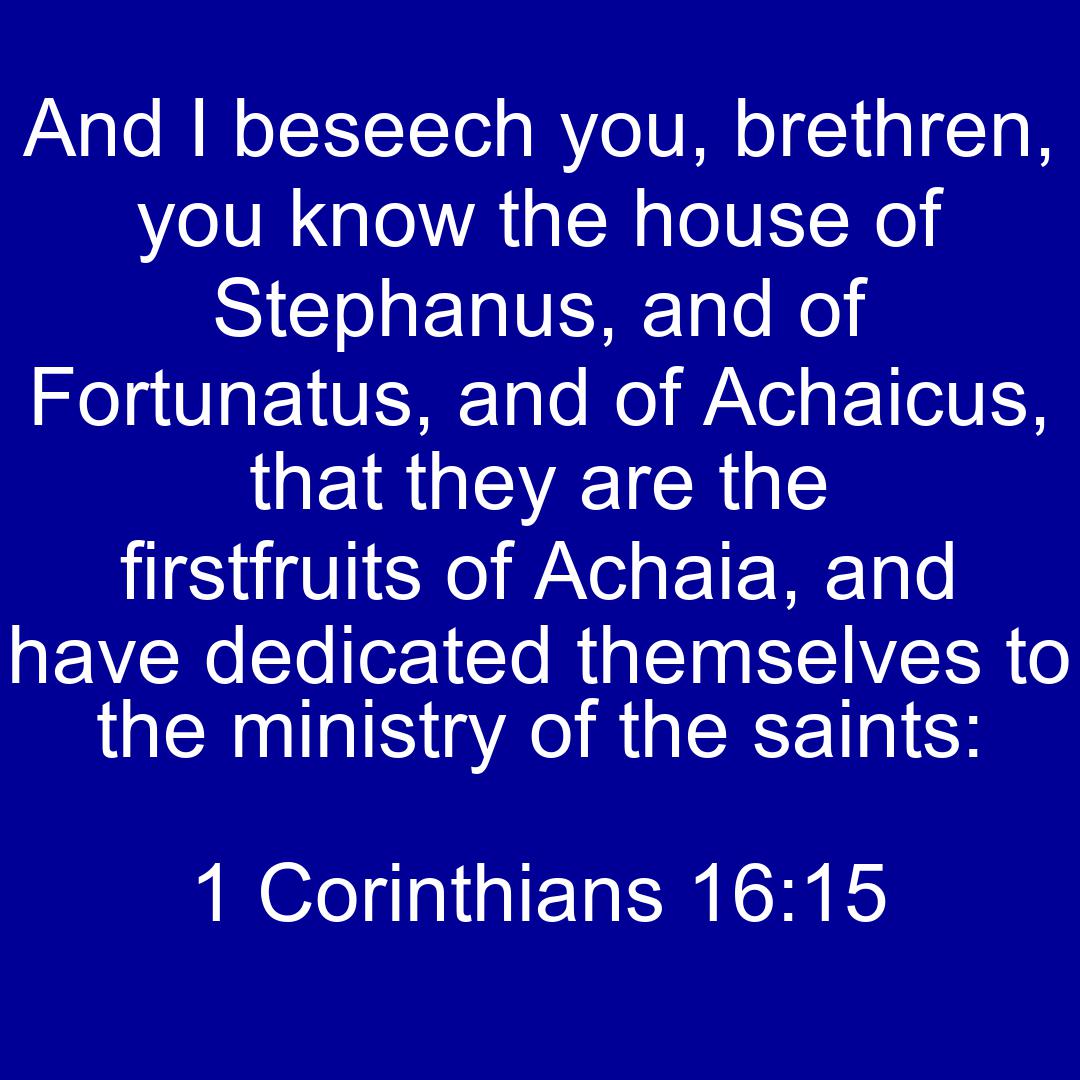 And I beseech you, brethren,
you know the house of
Stephanus, and of
Fortunatus, and of Achaicus,
that they are the
firstfruits of Achaia, and
have dedicated themselves to
the ministry of the saints:
1 Corinthians 16:15